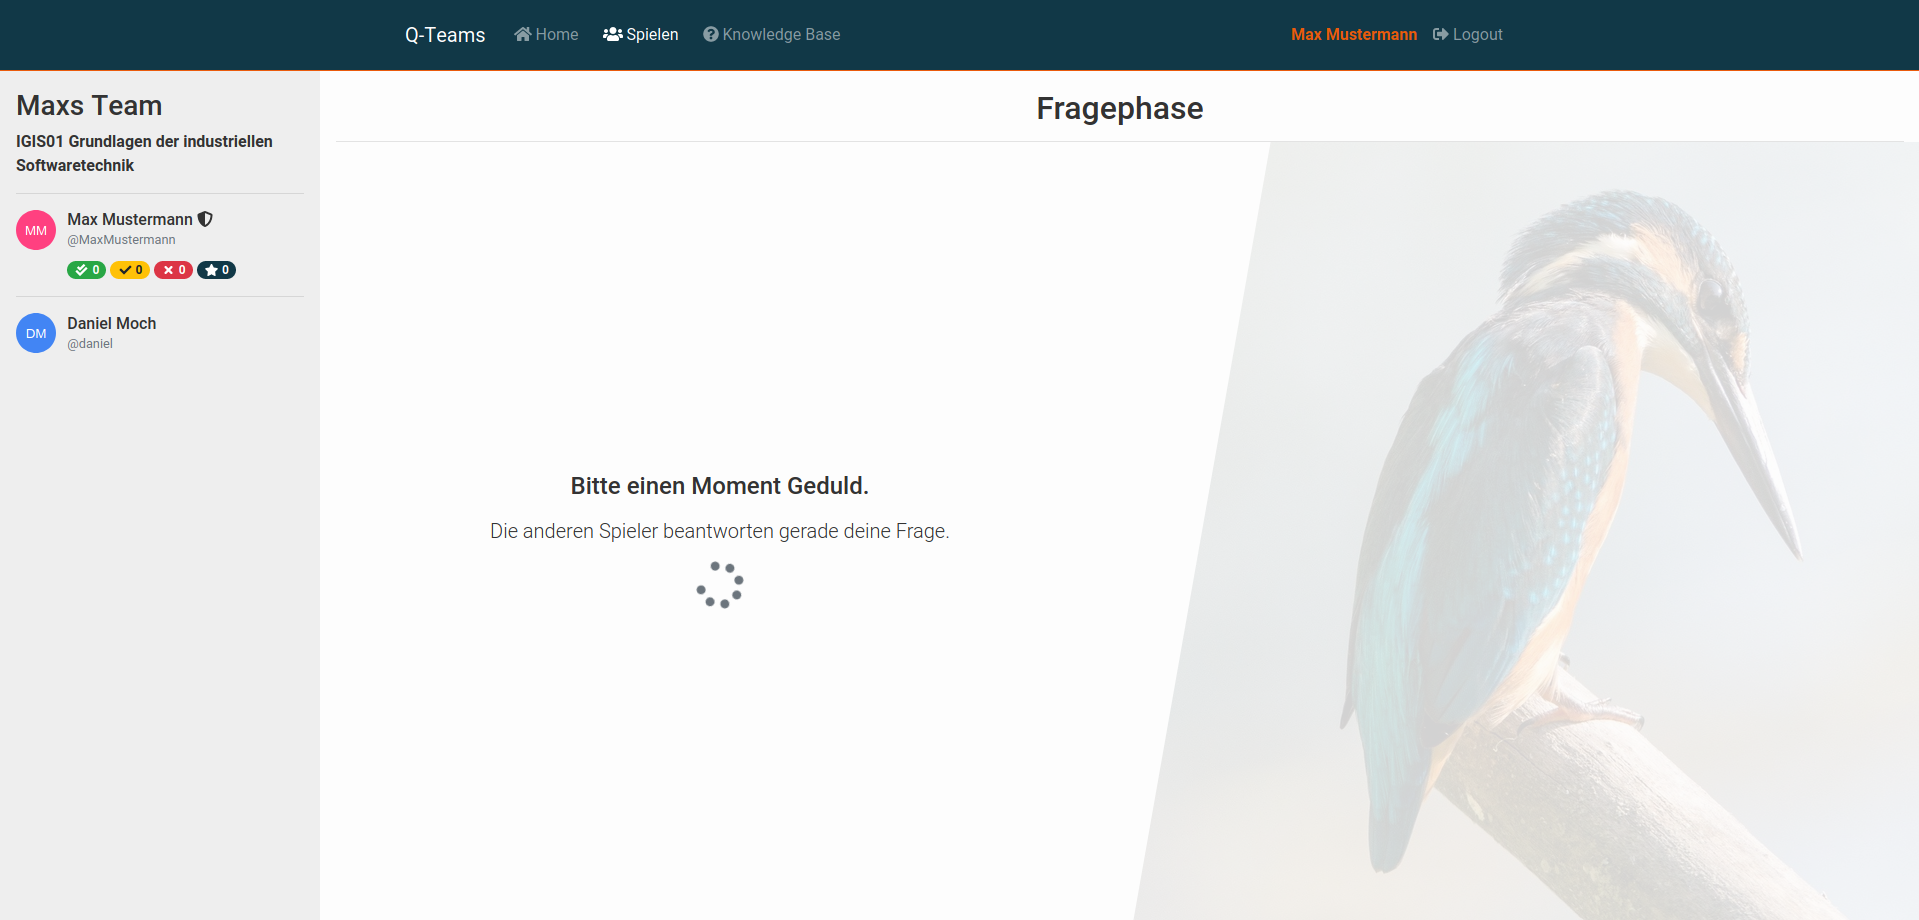 Q-Teams Home Spielen Knowledge Base Max Mustermann Logout
Maxs Team
IGIS01 Grundlagen der industriellen
Softwaretechnik
MM Max Mustermann
@MaxMustermann
0 0 0 0
DM Daniel Moch
@daniel
Fragephase
Bitte einen Moment Geduld.
Die anderen Spieler beantworten gerade deine Frage.